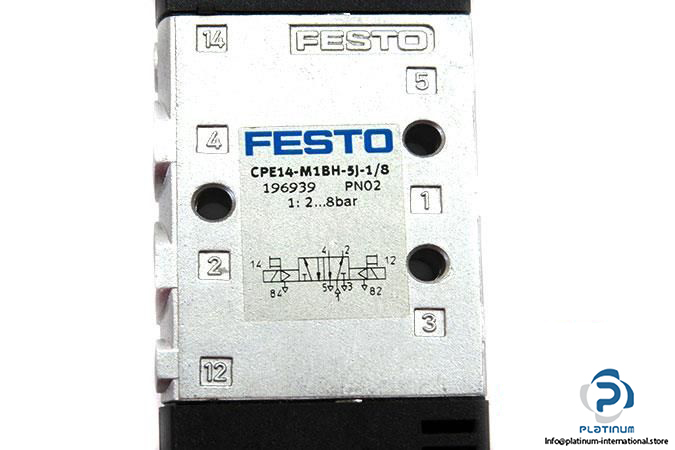 14
FESTO
5
4
FESTO
CPE14-M1BH-5J-1/8
196939 PN02
1: 2...8bar
1
2
14 4 2 12
84 5 1 3 82
3
12
PLATINUM
info@platinum-international.store